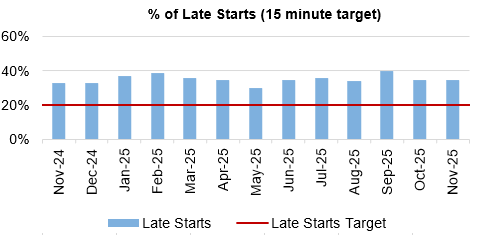 % of Late Starts (15 minute target)
60%
40%
20%
0%
Nov-24
Dec-24
Jan-25
Feb-25
Mar-25
Apr-25
May-25
Jun-25
Jul-25
Aug-25
Sep-25
Oct-25
Nov-25
Late Starts
Late Starts Target